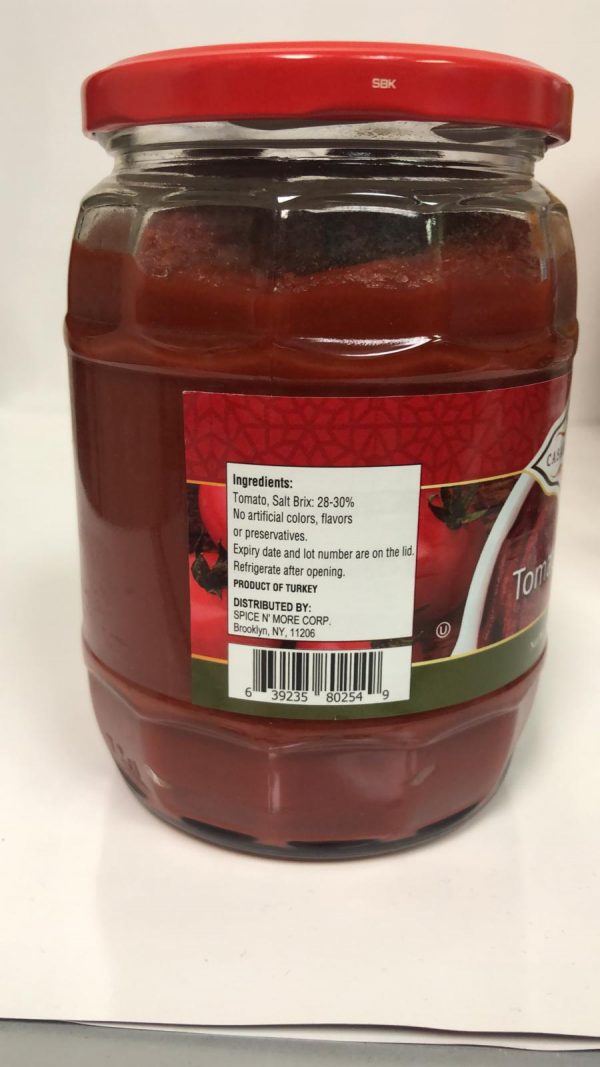 SBK
Ingredients:
Tomato, Salt Brix: 28-30%
No artificial colors, flavors
or preservatives.
Expiry date and lot number are on the lid.
Refrigerate after opening.
PRODUCT OF TURKEY
DISTRIBUTED BY:
SPICE N' MORE CORP.
Brooklyn, NY, 11206
U
6 39235 80254 9